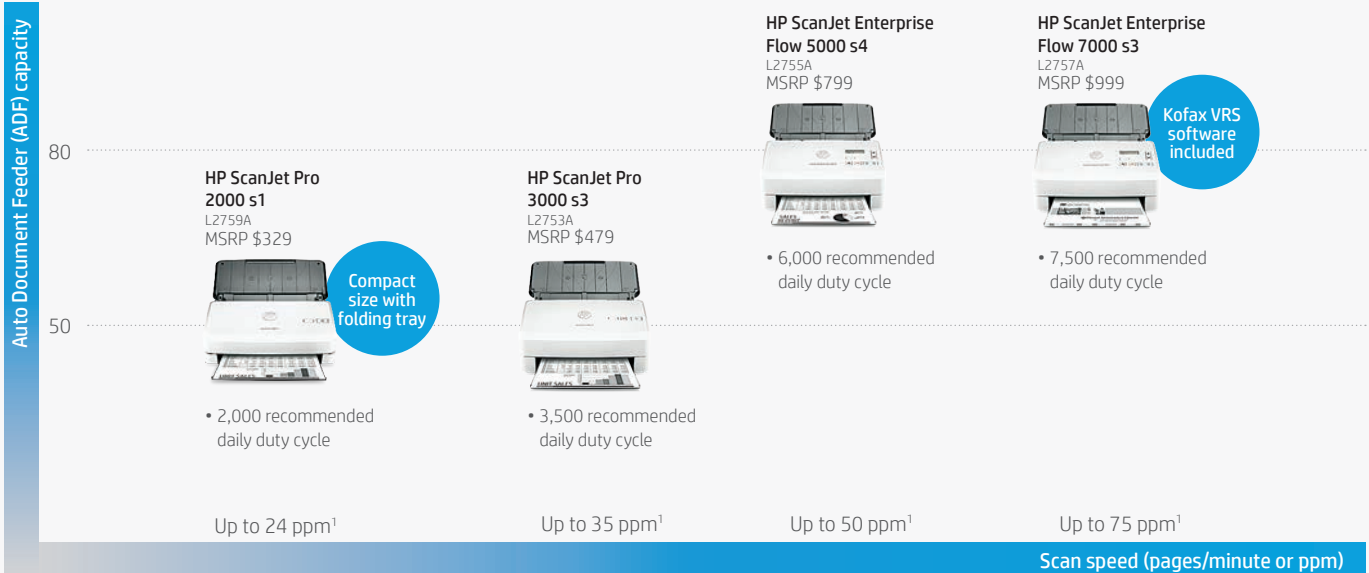 Auto Document Feeder (ADF) capacity
80
50
HP ScanJet Pro
2000 s1
L2759A
MSRP $329
Compact
size with
folding tray
UNIT SALES
• 2,000 recommended
daily duty cycle
Up to 24 ppm1
HP ScanJet Pro
3000 s3
L2753A
MSRP $479
UNIT SALES
• 3,500 recommended
daily duty cycle
Up to 35 ppm1
HP ScanJet Enterprise
Flow 5000 s4
L2755A
MSRP $799
SALES
• 6,000 recommended
daily duty cycle
Up to 50 ppm1
HP ScanJet Enterprise
Flow 7000 s3
L2757A
MSRP $999
Kofax VRS
software
included
• 7,500 recommended
daily duty cycle
Up to 75 ppm1
Scan speed (pages/minute or ppm)